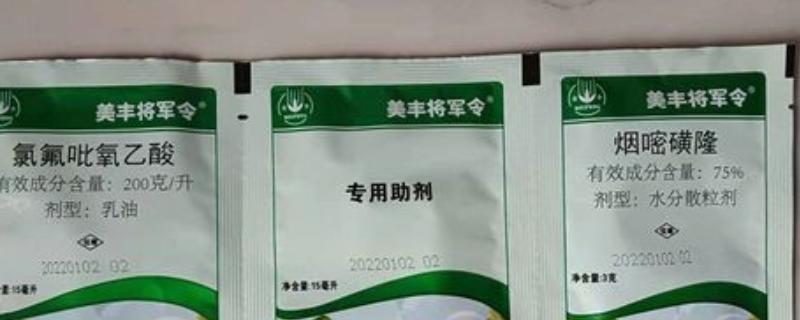 美丰将军令®
氯氟吡氧乙酸
有效成分含量：200克/升
剂型：乳油
20220102 02
净含量:15毫升
美丰将军令®
专用助剂
20220102 02
净含量:15毫升
美丰将军令®
烟嘧磺隆
有效成分含量：75%
剂型：水分散粒剂
20220102 02
净含量:3克